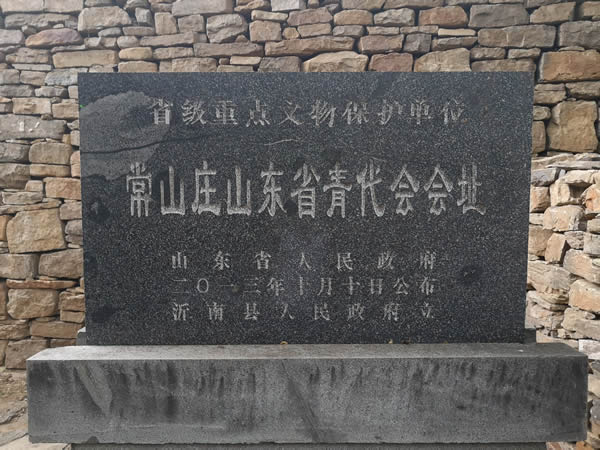 省级重点文物保护单位
常山庄山东省青代会会址
山东省人民政府
二〇一三年十月十日公布
沂南县人民政府立